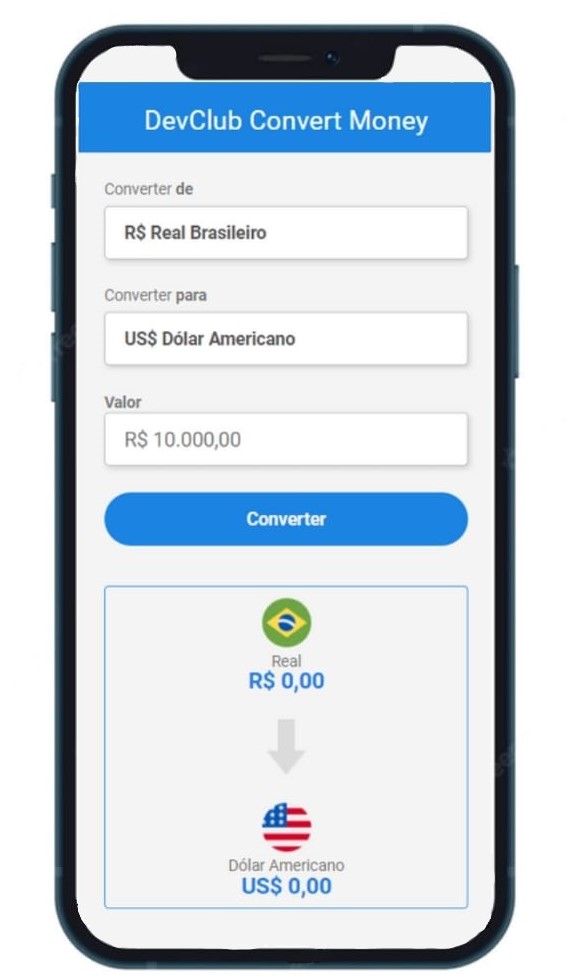 DevClub Convert Money
Converter de
R$ Real Brasileiro
Converter para
US$ Dólar Americano
Valor
R$ 10.000,00
Converter
Real
R$ 0,00
Dólar Americano
US$ 0,00